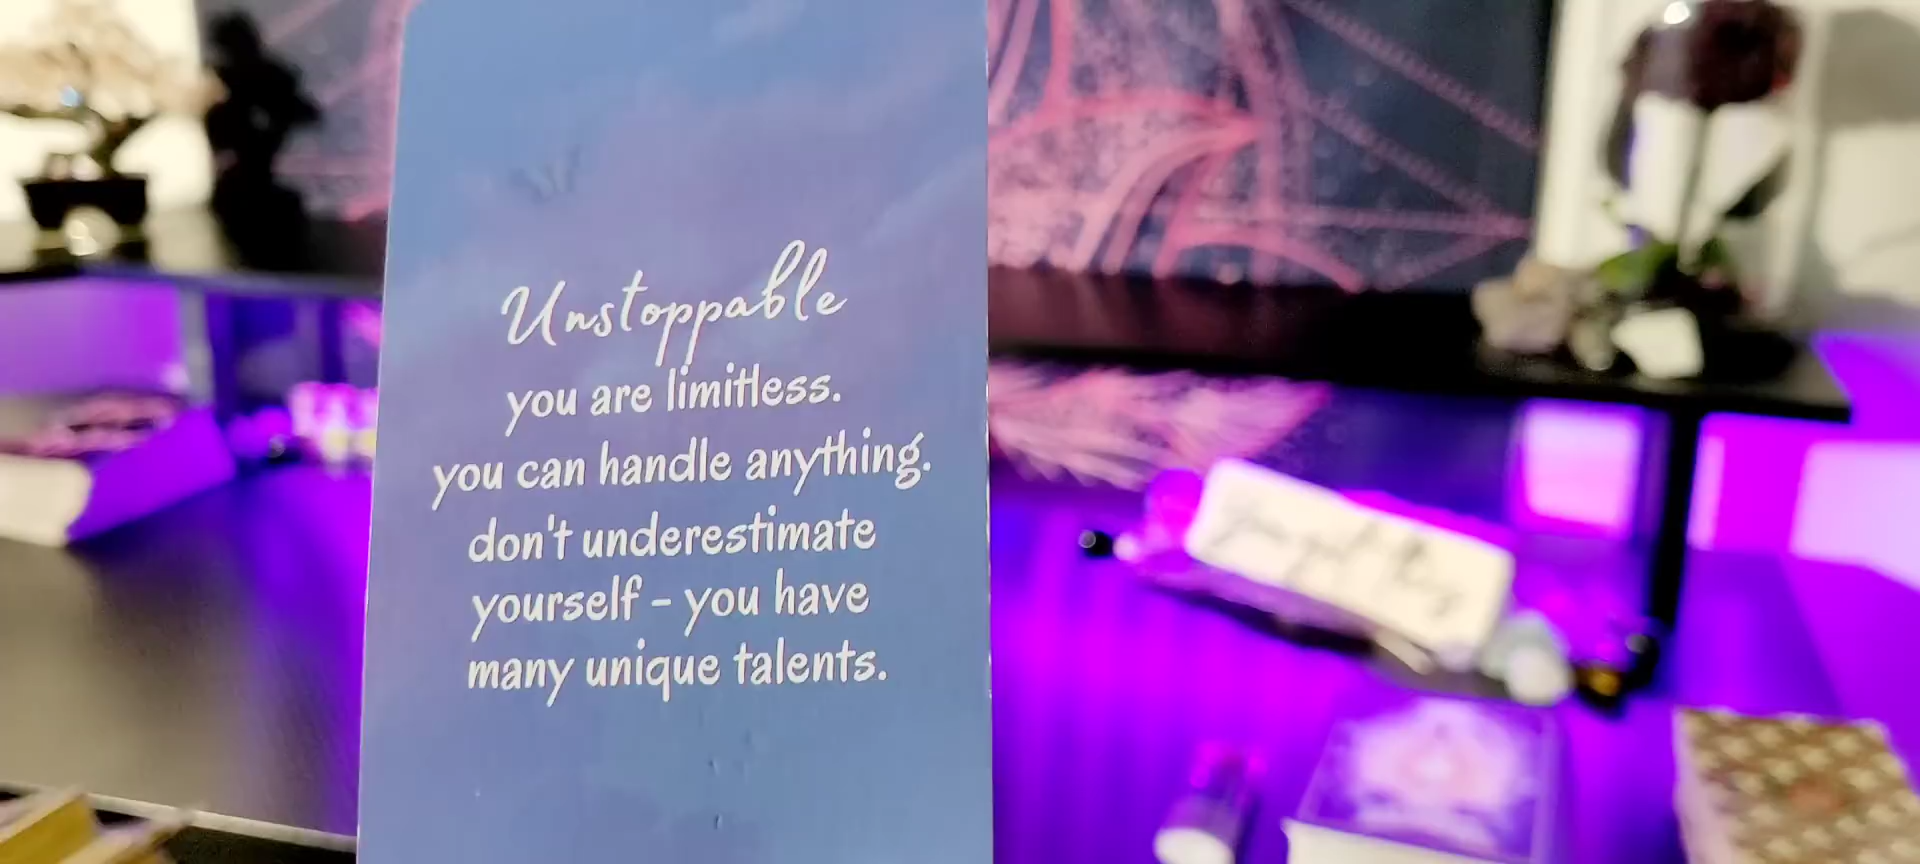 Unstoppable
you are limitless.
you can handle anything.
don't underestimate
yourself - you have
many unique talents.